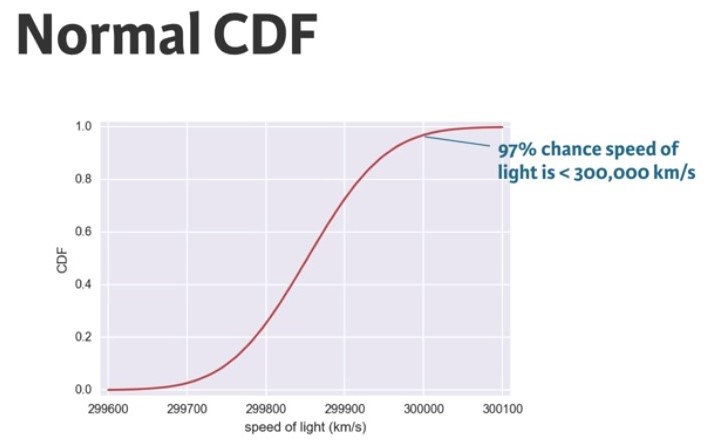 Normal CDF
1.0
97% chance speed of
light is < 300,000 km/s
0.8
0.6
CDF
0.4
0.2
0.0
299600 299700 299800 299900 300000 300100
speed of light (km/s)